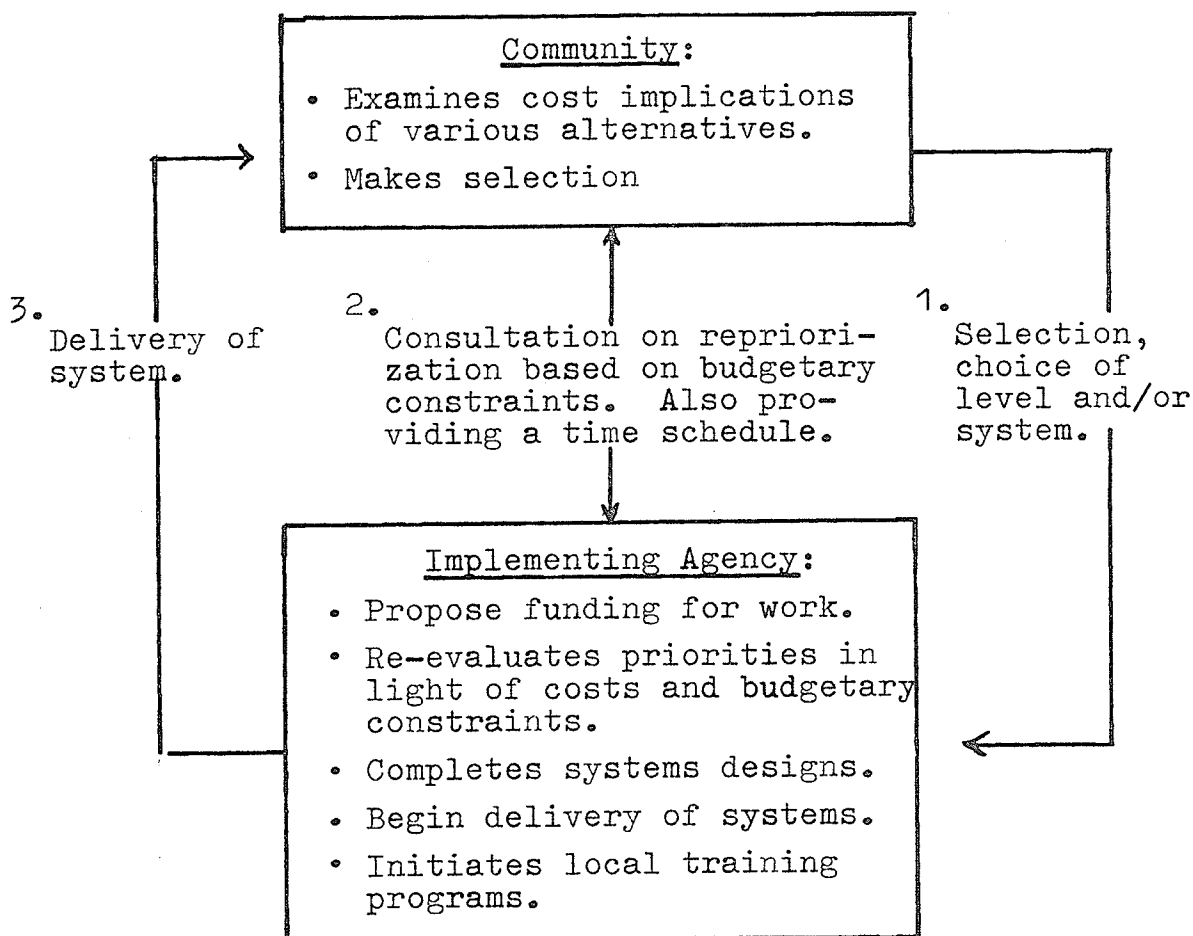 Community:
• Examines cost implications
of various alternatives.
• Makes selection
3.
Delivery of
system.
2.
Consultation on repriori-
zation based on budgetary
constraints. Also pro-
viding a time schedule.
1.
Selection,
choice of
level and/or
system.
Implementing Agency:
• Propose funding for work.
• Re-evaluates priorities in
light of costs and budgetary
constraints.
• Completes systems designs.
• Begin delivery of systems.
• Initiates local training
programs.